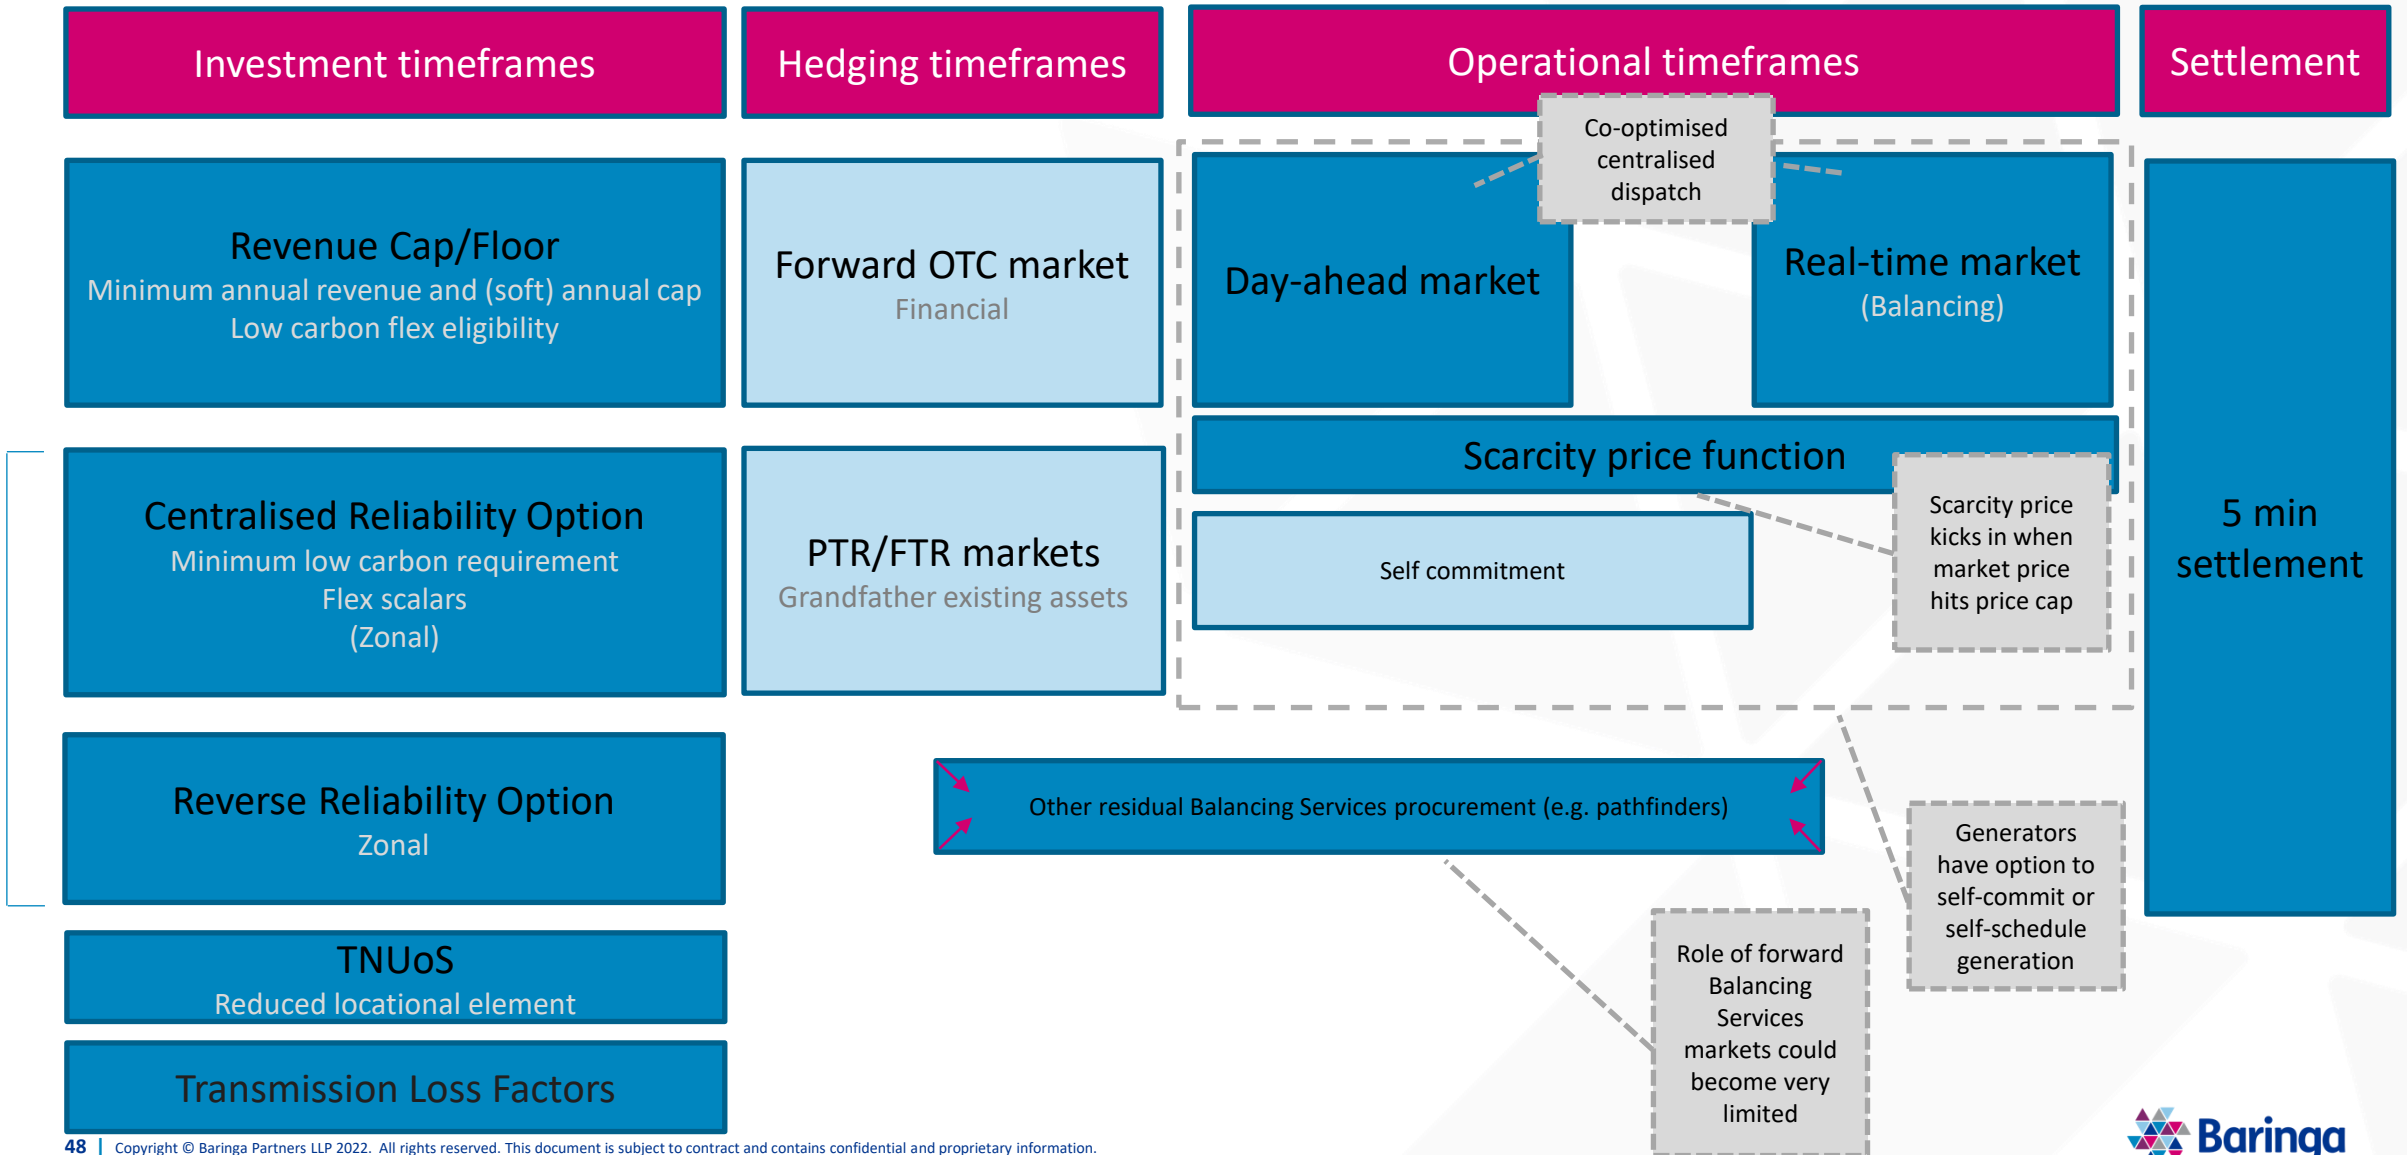 Investment timeframes
Hedging timeframes
Operational timeframes
Settlement
Co-optimised
centralised
dispatch
Revenue Cap/Floor
Minimum annual revenue and (soft) annual cap
Low carbon flex eligibility
Forward OTC market
Financial
Day-ahead market
Real-time market
(Balancing)
Scarcity price function
Scarcity price
kicks in when
market price
hits price cap
Centralised Reliability Option
Minimum low carbon requirement
Flex scalars
(Zonal)
PTR/FTR markets
Grandfather existing assets
Self commitment
5 min
settlement
Reverse Reliability Option
Zonal
Other residual Balancing Services procurement (e.g. pathfinders)
Generators
have option to
self-commit or
self-schedule
generation
Role of forward
Balancing
Services
markets could
become very
limited
TNUoS
Reduced locational element
Transmission Loss Factors
48 | Copyright © Baringa Partners LLP 2022. All rights reserved. This document is subject to contract and contains confidential and proprietary information.
Baringa